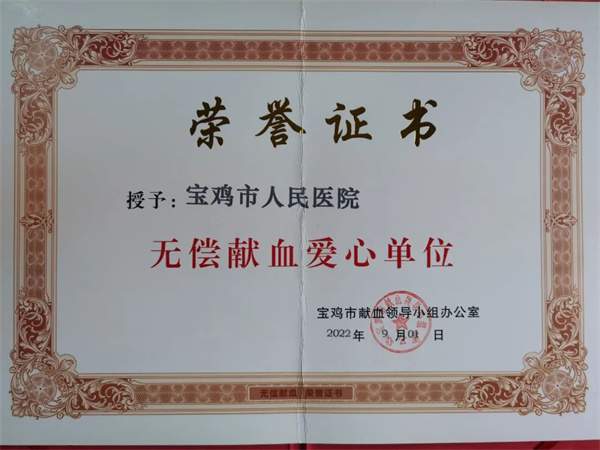 荣誉证书
授予：宝鸡市人民医院
无偿献血爱心单位
宝鸡市献血领导小组办公室
2022年 9月01日
无偿献血 荣誉证书